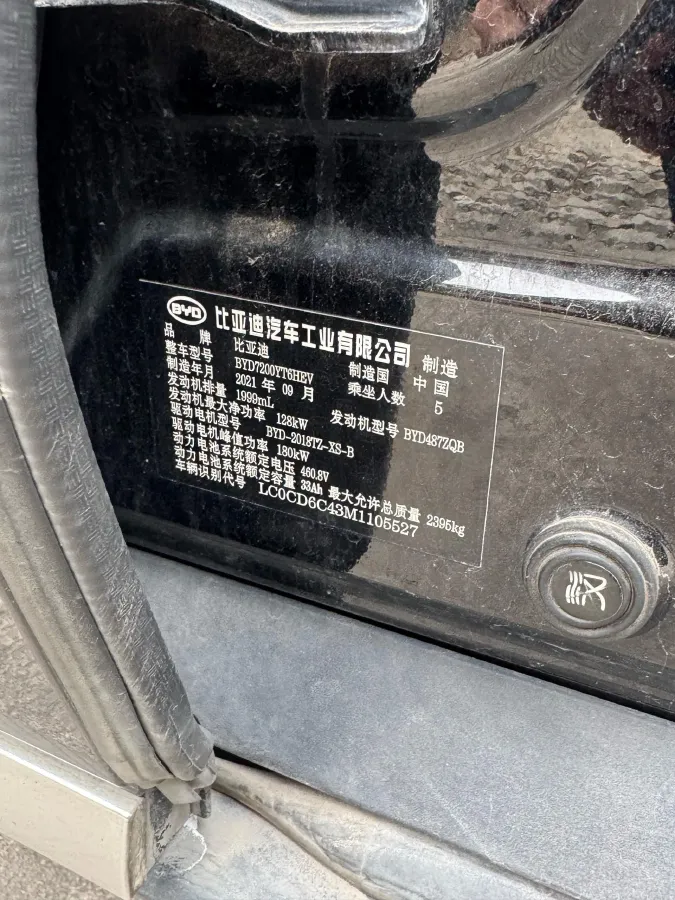 BYD 比亚迪汽车工业有限公司 制造
品 牌 比亚迪 制造国 中国
整车型号 BYD7200YT6HEV 乘坐人数 5
制造年月 2021 年 09 月
发动机排量 1999mL 发动机型号 BYD487ZQB
发动机最大净功率 128kW
驱动电机型号 BYD-2018TZ-XS-B
驱动电机峰值功率 180kW
动力电池系统额定电压 460.8V
动力电池系统额定容量 33Ah 最大允许总质量 2395kg
车辆识别代号 LC0CD6C43M1105527